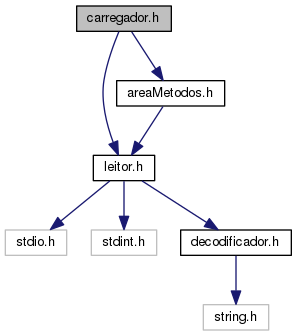 carregador.h
areaMetodos.h
leitor.h
stdio.h
stdint.h
decodificador.h
string.h